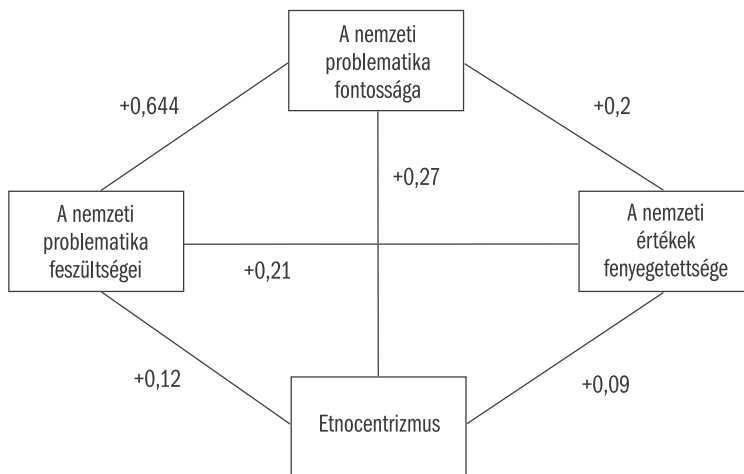 A nemzeti
problematika
fontossága
+0,644
+0,2
+0,27
A nemzeti
problematika
feszültségei
A nemzeti
értékek
fenyegetettsége
+0,21
+0,12
+0,09
Etnocentrizmus